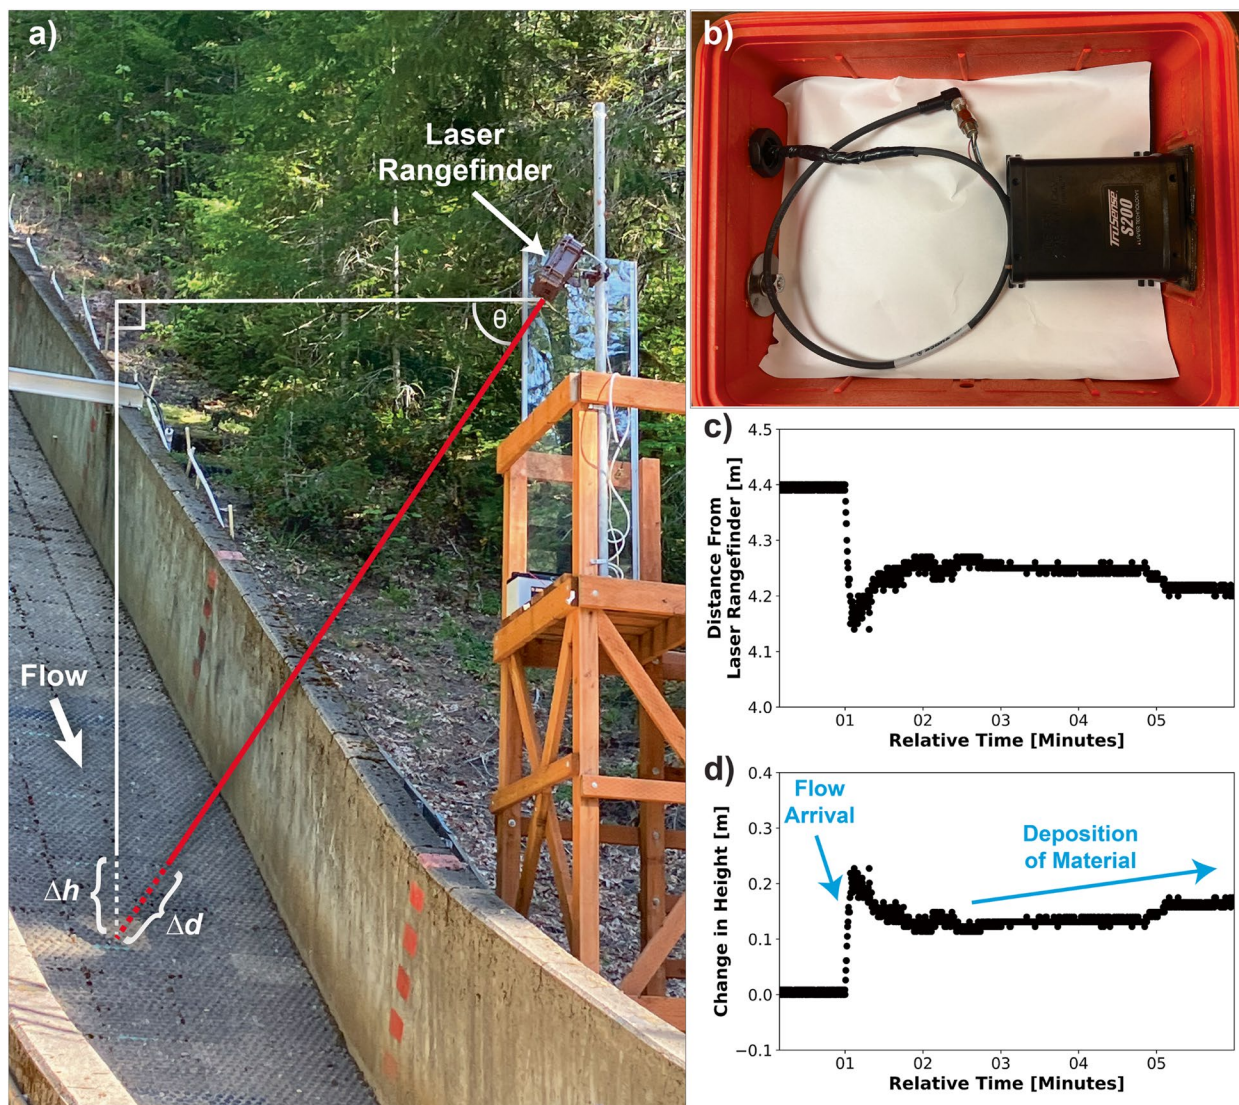 a)
Laser
Rangefinder
θ
Flow
Δh
Δd
b)
TruSense
S200
c)
4.5
4.4
4.3
4.2
4.1
4.0
Distance From
Laser Rangefinder [m]
01 02 03 04 05
Relative Time [Minutes]
d)
0.4
0.3
0.2
0.1
0.0
−0.1
Change in Height [m]
Flow
Arrival
Deposition
of Material
01 02 03 04 05
Relative Time [Minutes]